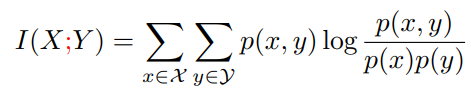 I(X;Y) = ∑_{x∈𝒳} ∑_{y∈𝒴} p(x, y) log p(x, y) / p(x)p(y)